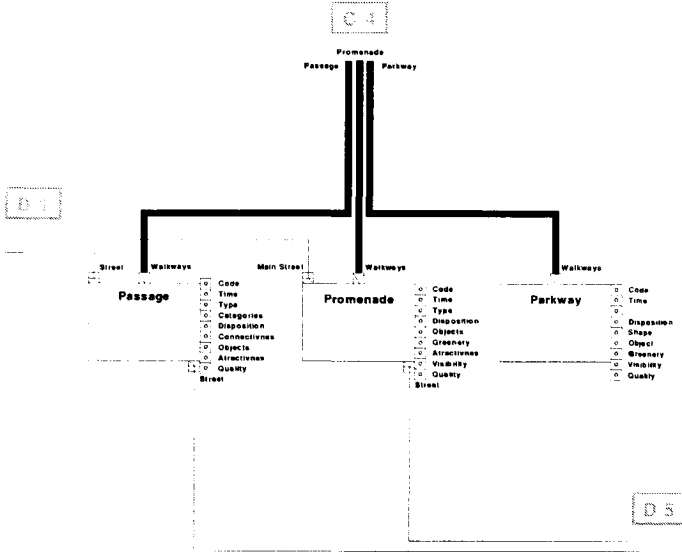 C 4
Promenade
Passage Parkway
Street Walkways
Main Street Walkways
Walkways
Passage
Code
Time
Type
Categories
Disposition
Connectivnes
Objects
Atractivnes
Quality
Street
Promenade
Code
Time
Type
Disposition
Objects
Greenery
Atractivnes
Visibility
Quality
Street
Parkway
Code
Time
Disposition
Shape
Object
Greenery
Visibility
Quality
D 5